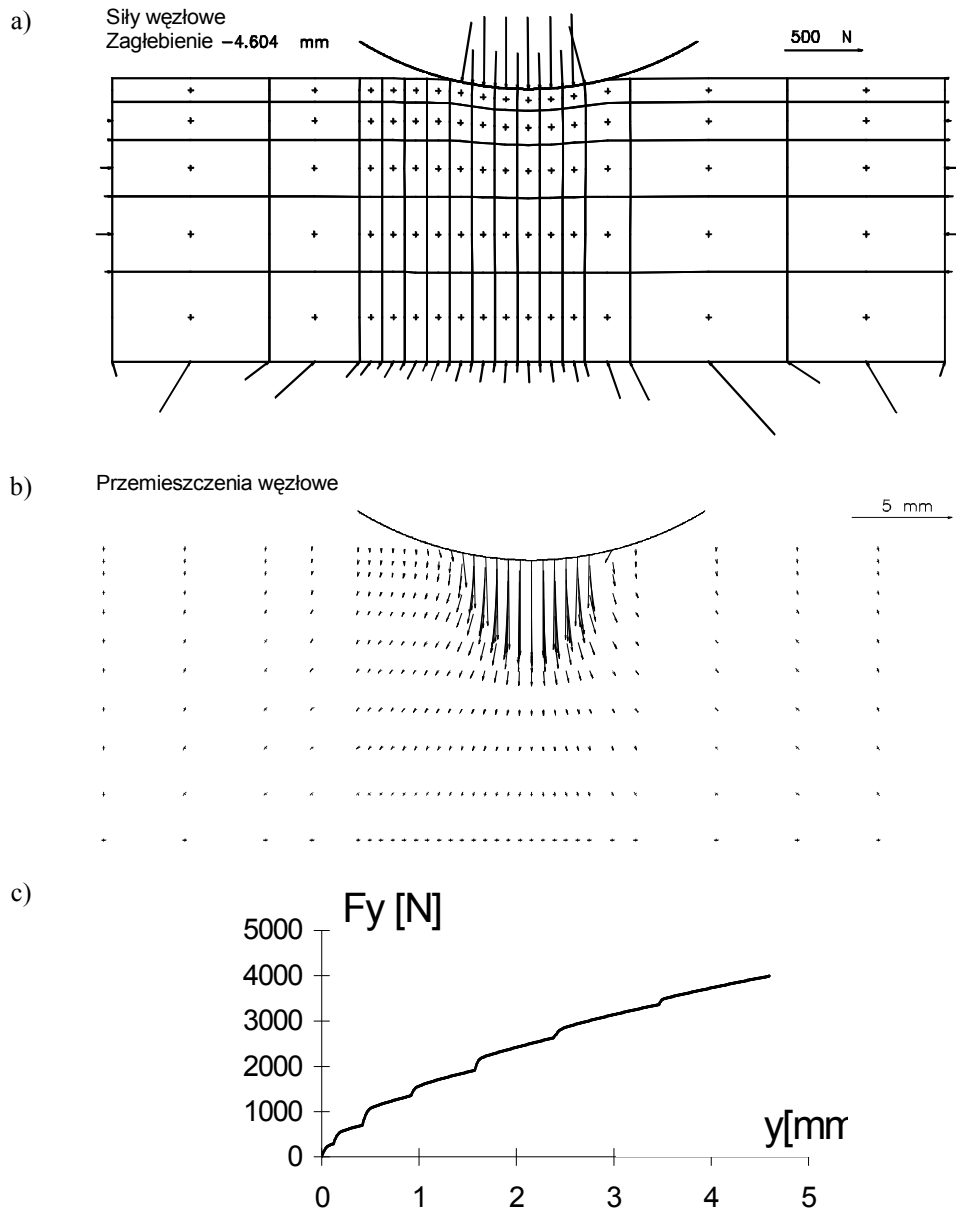 a)
Siły węzłowe
Zagłebienie -4.604 mm
500 N
b)
Przemieszczenia węzłowe
5 mm
c)
Fy [N]
5000
4000
3000
2000
1000
0
y[mm
0 1 2 3 4 5